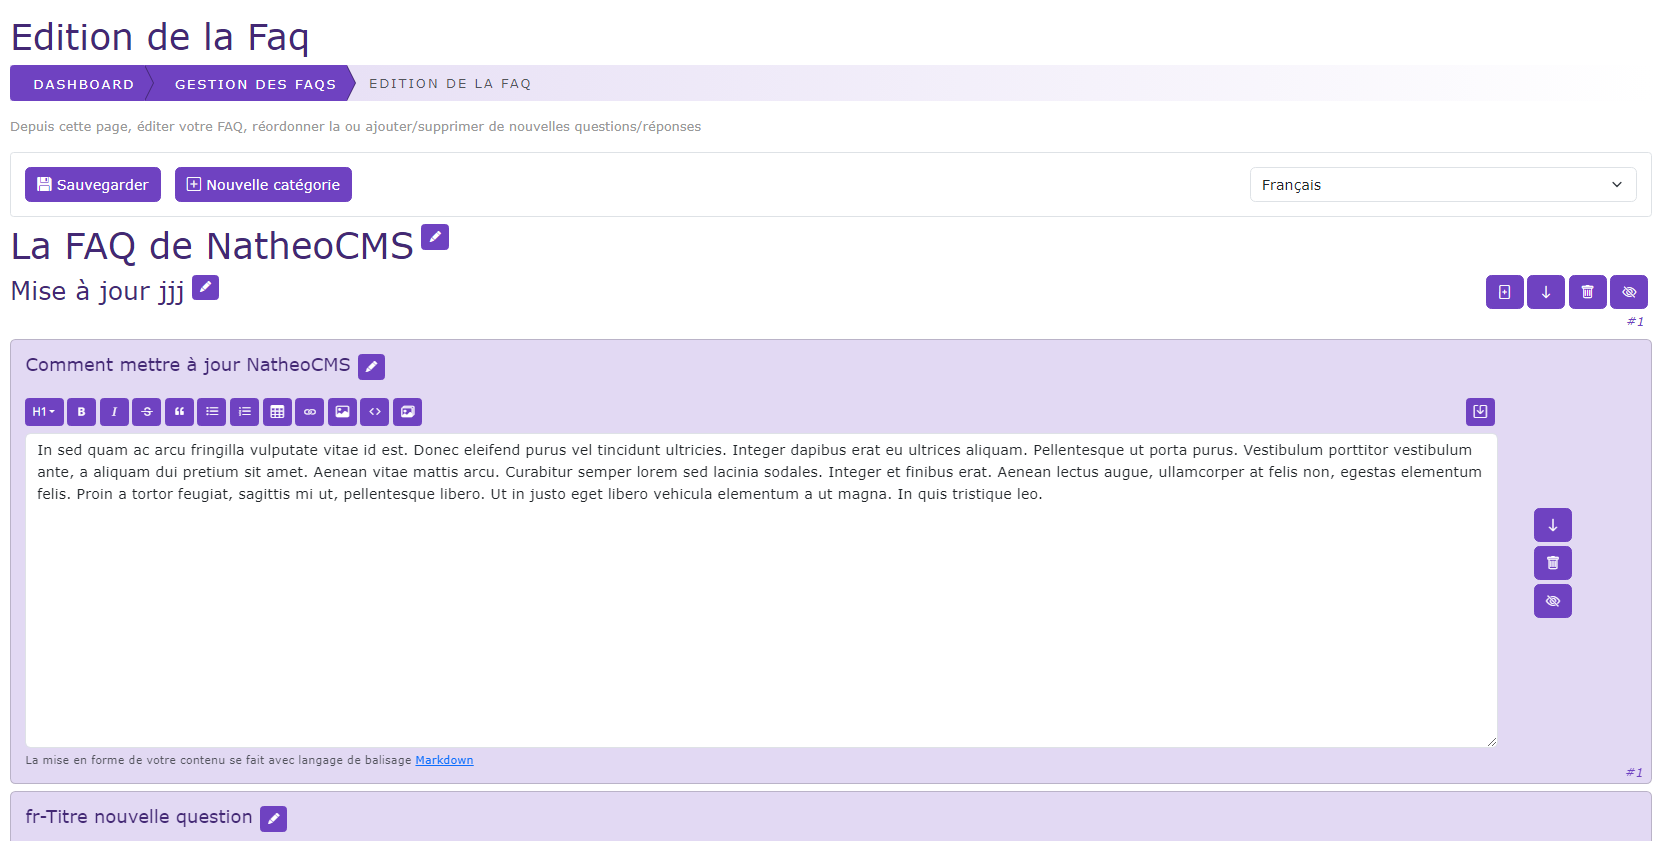 Edition de la Faq
DASHBOARD GESTION DES FAQS EDITION DE LA FAQ
Depuis cette page, éditer votre FAQ, réordonner la ou ajouter/supprimer de nouvelles questions/réponses
Sauvegarder Nouvelle catégorie Français
La FAQ de NatheoCMS
Mise à jour jjj
#1
Comment mettre à jour NatheoCMS
H1 B I S
In sed quam ac arcu fringilla vulputate vitae id est. Donec eleifend purus vel tincidunt ultricies. Integer dapibus erat eu ultrices aliquam. Pellentesque ut porta purus. Vestibulum porttitor vestibulum
ante, a aliquam dui pretium sit amet. Aenean vitae mattis arcu. Curabitur semper lorem sed lacinia sodales. Integer et finibus erat. Aenean lectus augue, ullamcorper at felis non, egestas elementum
felis. Proin a tortor feugiat, sagittis mi ut, pellentesque libero. Ut in justo eget libero vehicula elementum a ut magna. In quis tristique leo.
La mise en forme de votre contenu se fait avec langage de balisage Markdown
#1
fr-Titre nouvelle question